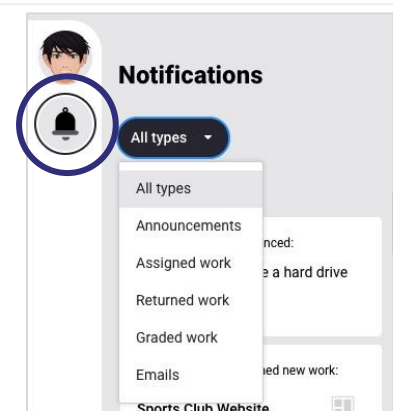 Notifications
All types
All types
Announcements
nced:
Assigned work
e a hard drive
Returned work
Graded work
Emails
ned new work:
Sports Club Website